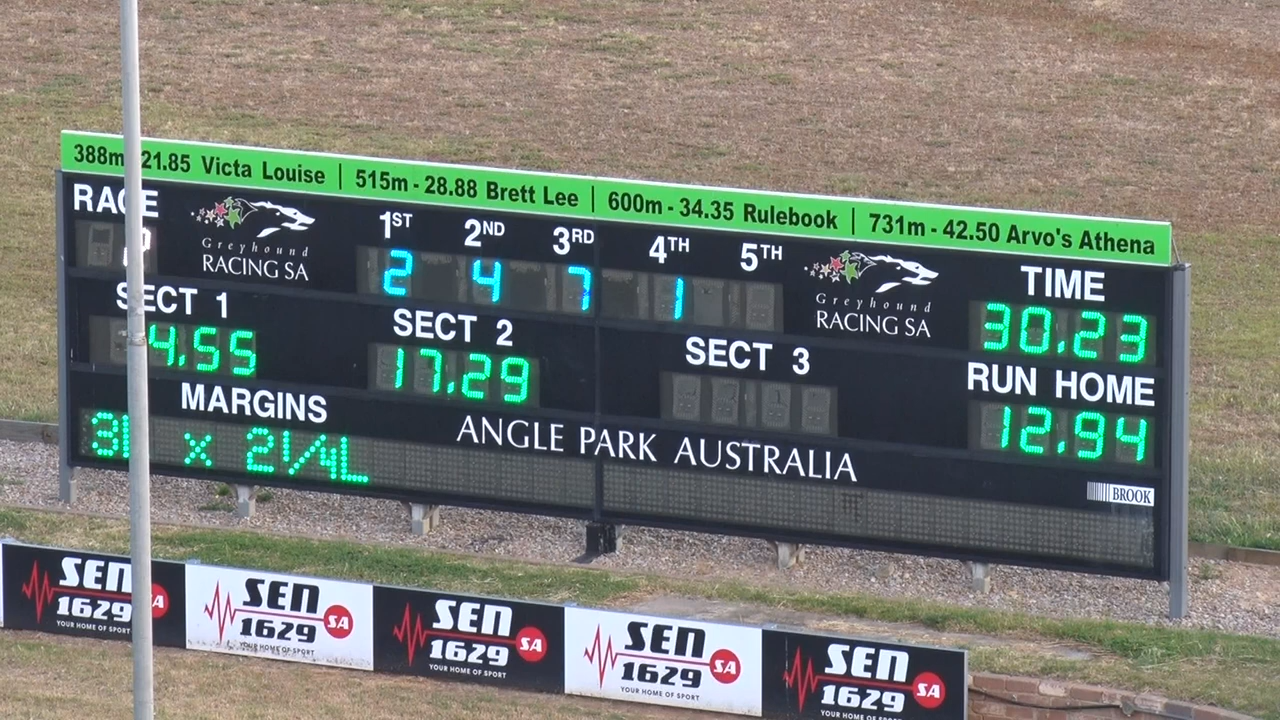 388m 21.85 Victa Louise | 515m - 28.88 Brett Lee | 600m - 34.35 Rulebook | 731m - 42.50 Arvo's Athena
RACE
Greyhound
RACING SA
1ST 2ND 3RD 4TH 5TH
2 4 7 1
Greyhound
RACING SA
TIME
30.23
SECT 1
4.55
SECT 2
17.29
SECT 3
RUN HOME
12.94
MARGINS
x 2¼L
ANGLE PARK AUSTRALIA
BROOK
SEN
1629 SA
YOUR HOME OF SPORT
SEN
1629 SA
YOUR HOME OF SPORT
SEN
1629 SA
YOUR HOME OF SPORT
SEN
1629 SA
YOUR HOME OF SPORT
SEN
1629 SA
YOUR HOME OF SPORT